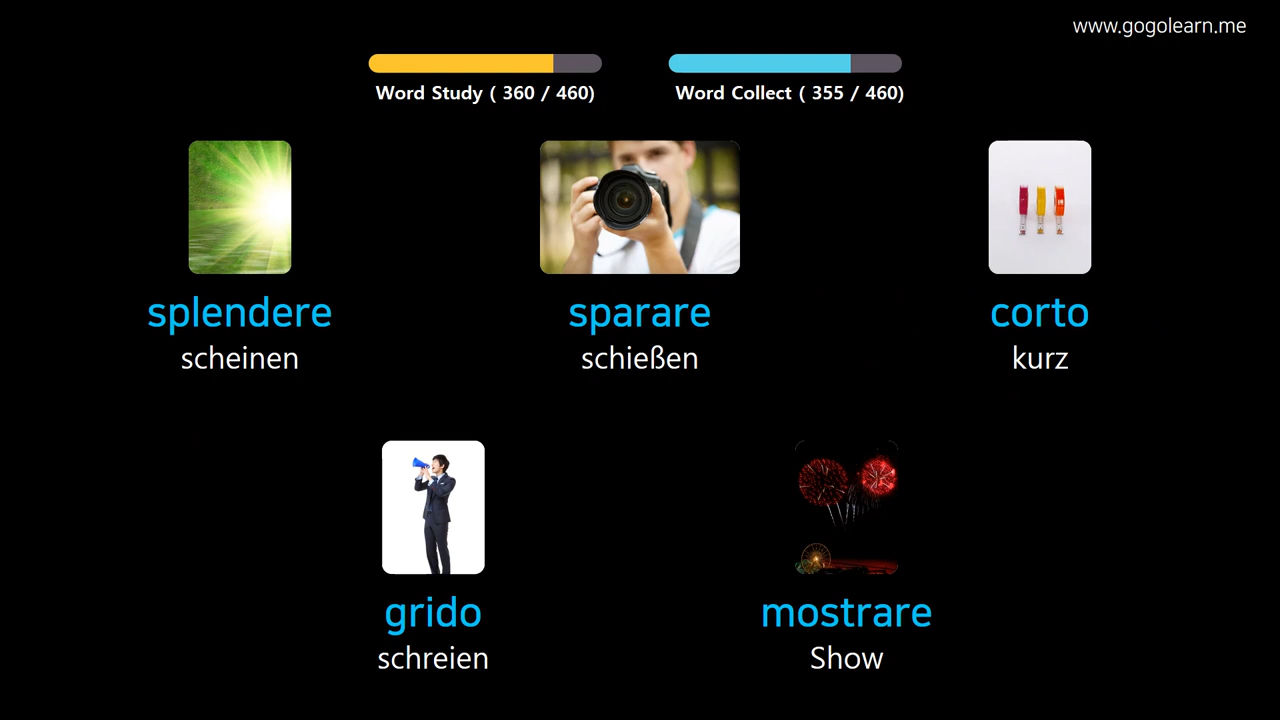 www.gogolearn.me
Word Study ( 360 / 460)
Word Collect ( 355 / 460)
splendere
scheinen
sparare
schießen
corto
kurz
grido
schreien
mostrare
Show